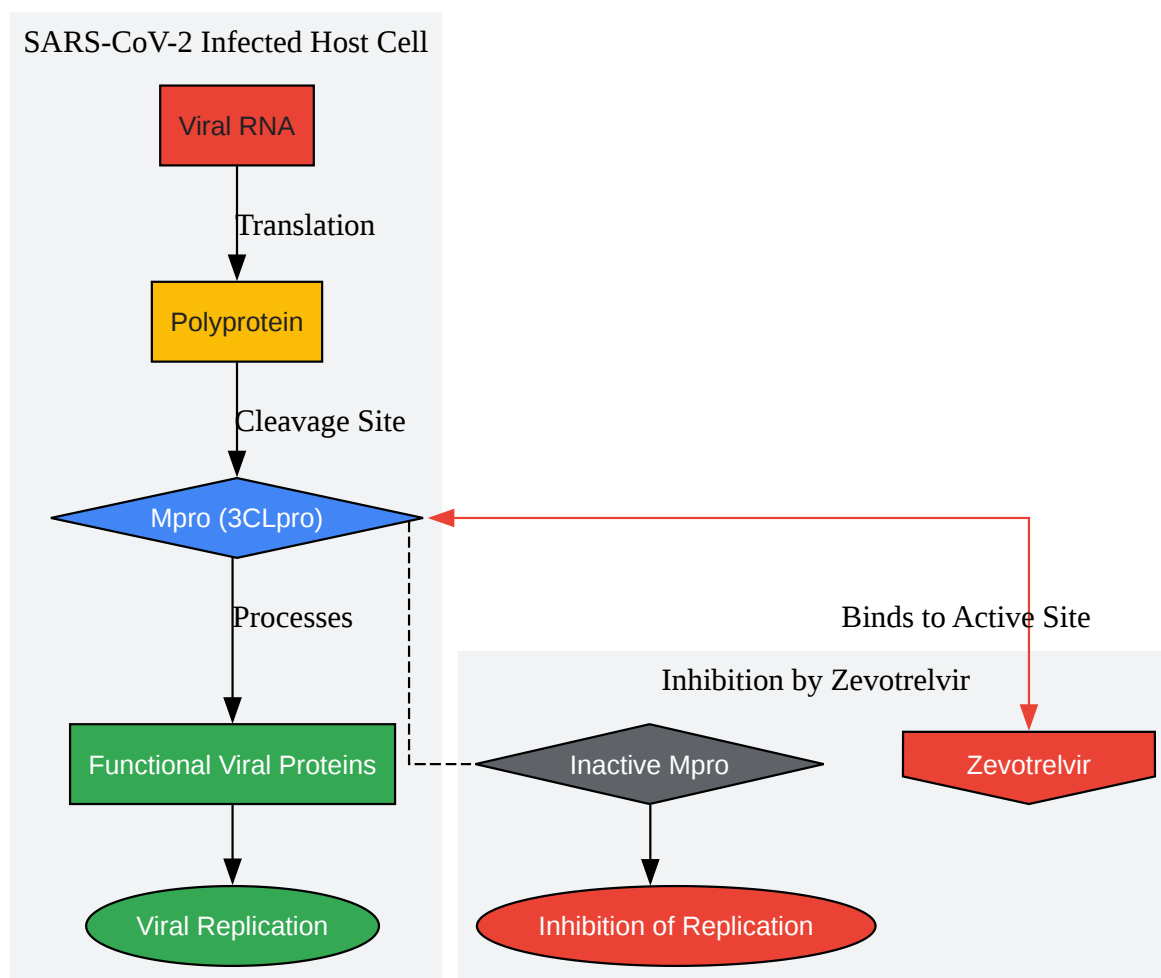 SARS-CoV-2 Infected Host Cell
Viral RNA
Translation
Polyprotein
Cleavage Site
Mpro (3CLpro)
Processes
Functional Viral Proteins
Viral Replication
Binds to Active Site
Inhibition by Zevotrelvir
Inactive Mpro
Zevotrelvir
Inhibition of Replication